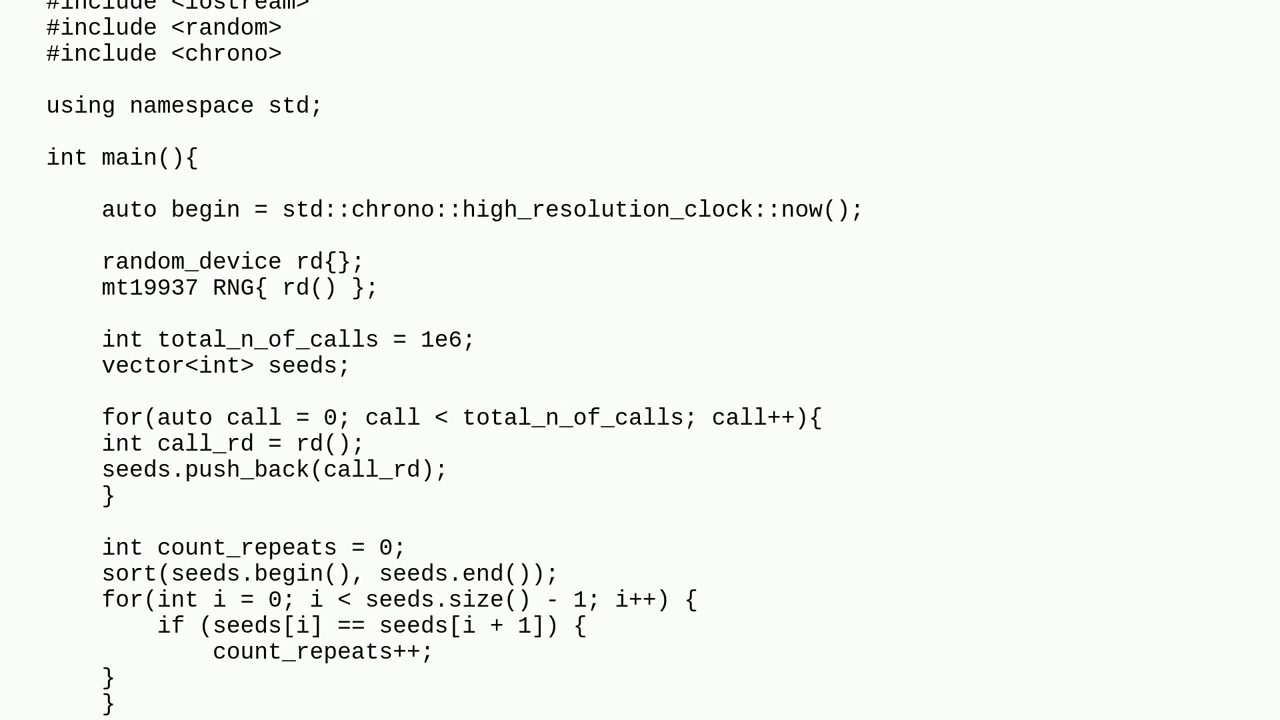 #include <iostream>
#include <random>
#include <chrono>
using namespace std;
int main(){
auto begin = std::chrono::high_resolution_clock::now();
random_device rd{};
mt19937 RNG{ rd() };
int total_n_of_calls = 1e6;
vector<int> seeds;
for(auto call = 0; call < total_n_of_calls; call++){
int call_rd = rd();
seeds.push_back(call_rd);
}
int count_repeats = 0;
sort(seeds.begin(), seeds.end());
for(int i = 0; i < seeds.size() - 1; i++) {
if (seeds[i] == seeds[i + 1]) {
count_repeats++;
}
}